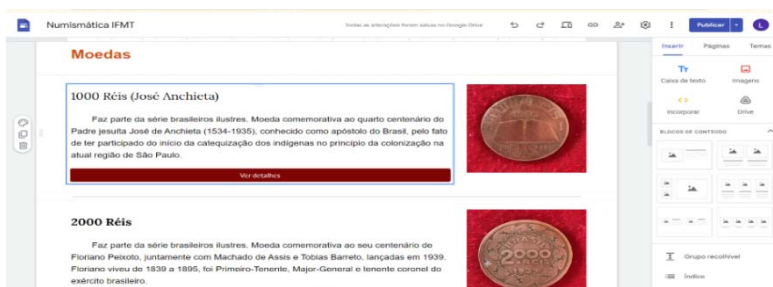 Numismática IFMT
Todas as alterações foram salvas no Google Drive
Publicar
L
Inserir Páginas Temas
Moedas
Tr
Caixa de texto Imagens
1000 Réis (José Anchieta)
Faz parte da série brasileiros ilustres. Moeda comemorativa ao quarto centenário do
Padre jesuíta José de Anchieta (1534-1935), conhecido como apóstolo do Brasil, pelo fato
de ter participado do início da catequização dos indígenas no princípio da colonização na
atual região de São Paulo.
Ver detalhes
Incorporar Drive
BLOCOS DE CONTEÚDO
2000 Réis
Faz parte da série brasileiros ilustres. Moeda comemorativa ao seu centenário de
Floriano Peixoto, juntamente com Machado de Assis e Tobias Barreto, lançadas em 1939.
Floriano viveu de 1839 a 1895, foi Primeiro-Tenente, Major-General e tenente coronel do
exército brasileiro.
BRASIL
2000
RÉIS
Grupo recolhível
Índice